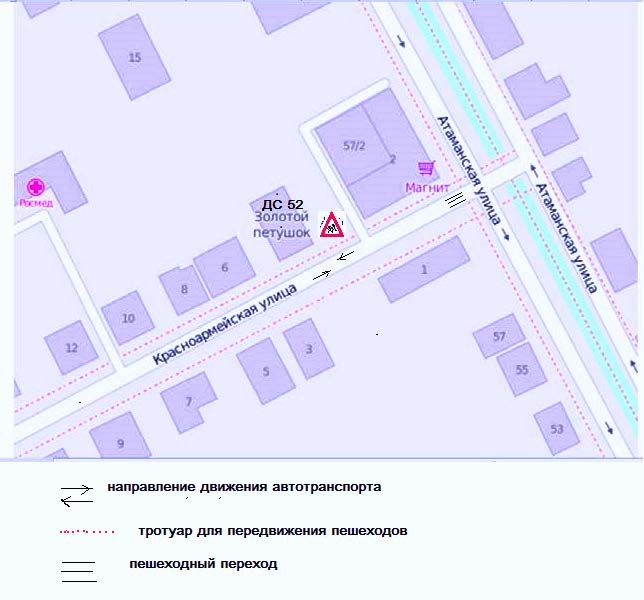 15
57/2
2
Магнит
Атаманская улица
Атаманская улица
Росмед
ДС 52
Золотой
петушок
6
8
10
12
1
Красноармейская улица
3
5
7
9
57
55
53
направление движения автотранспорта
тротуар для передвижения пешеходов
пешеходный переход